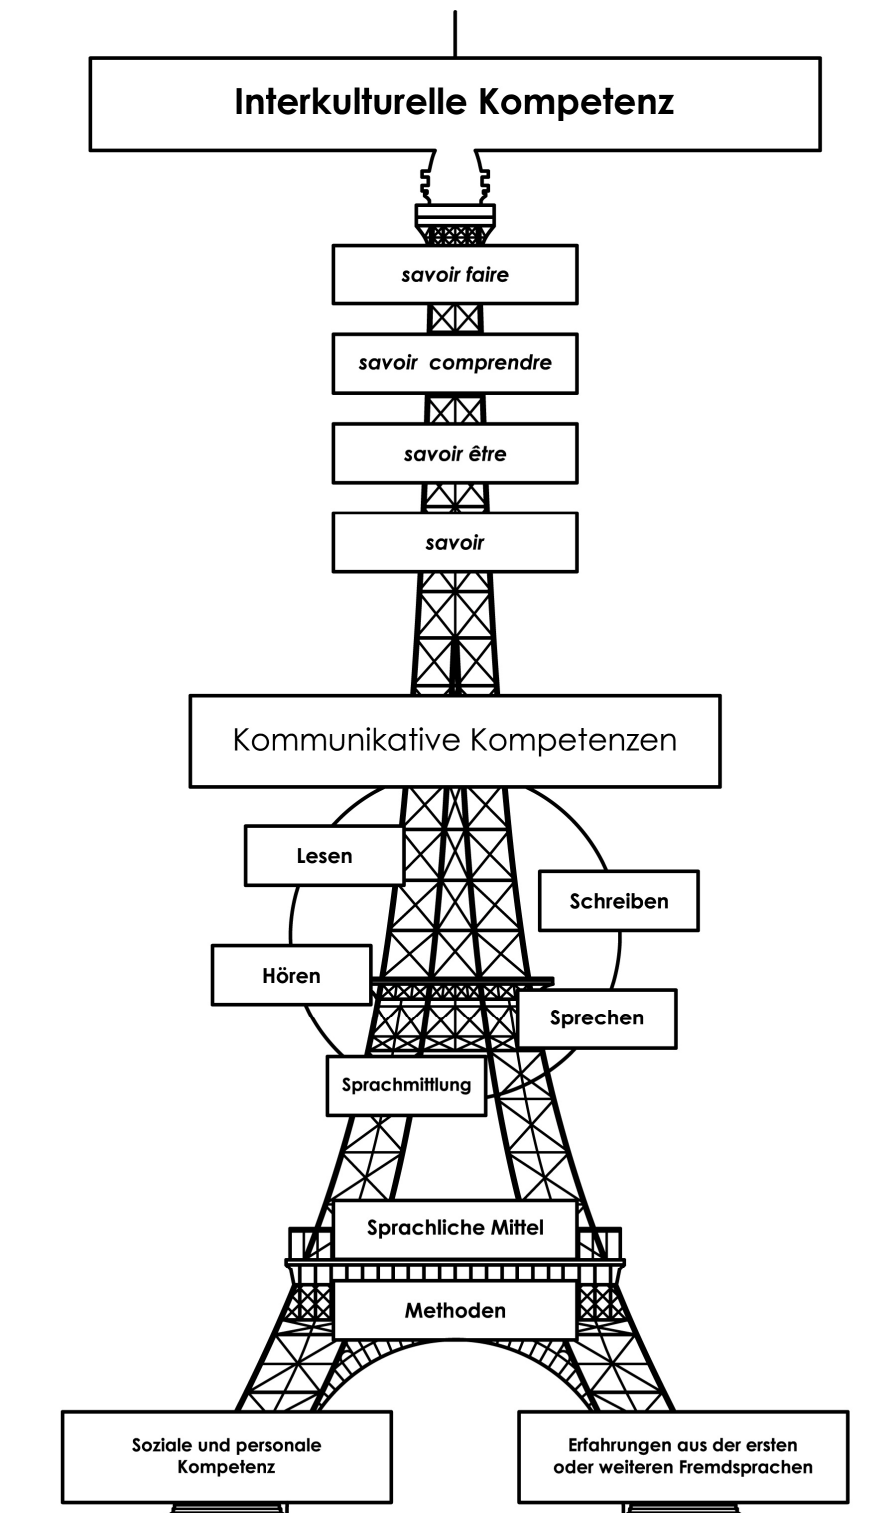 Interkulturelle Kompetenz
savoir faire
savoir comprendre
savoir être
savoir
Kommunikative Kompetenzen
Lesen
Schreiben
Hören
Sprechen
Sprachmittlung
Sprachliche Mittel
Methoden
Soziale und personale
Kompetenz
Erfahrungen aus der ersten
oder weiteren Fremdsprachen